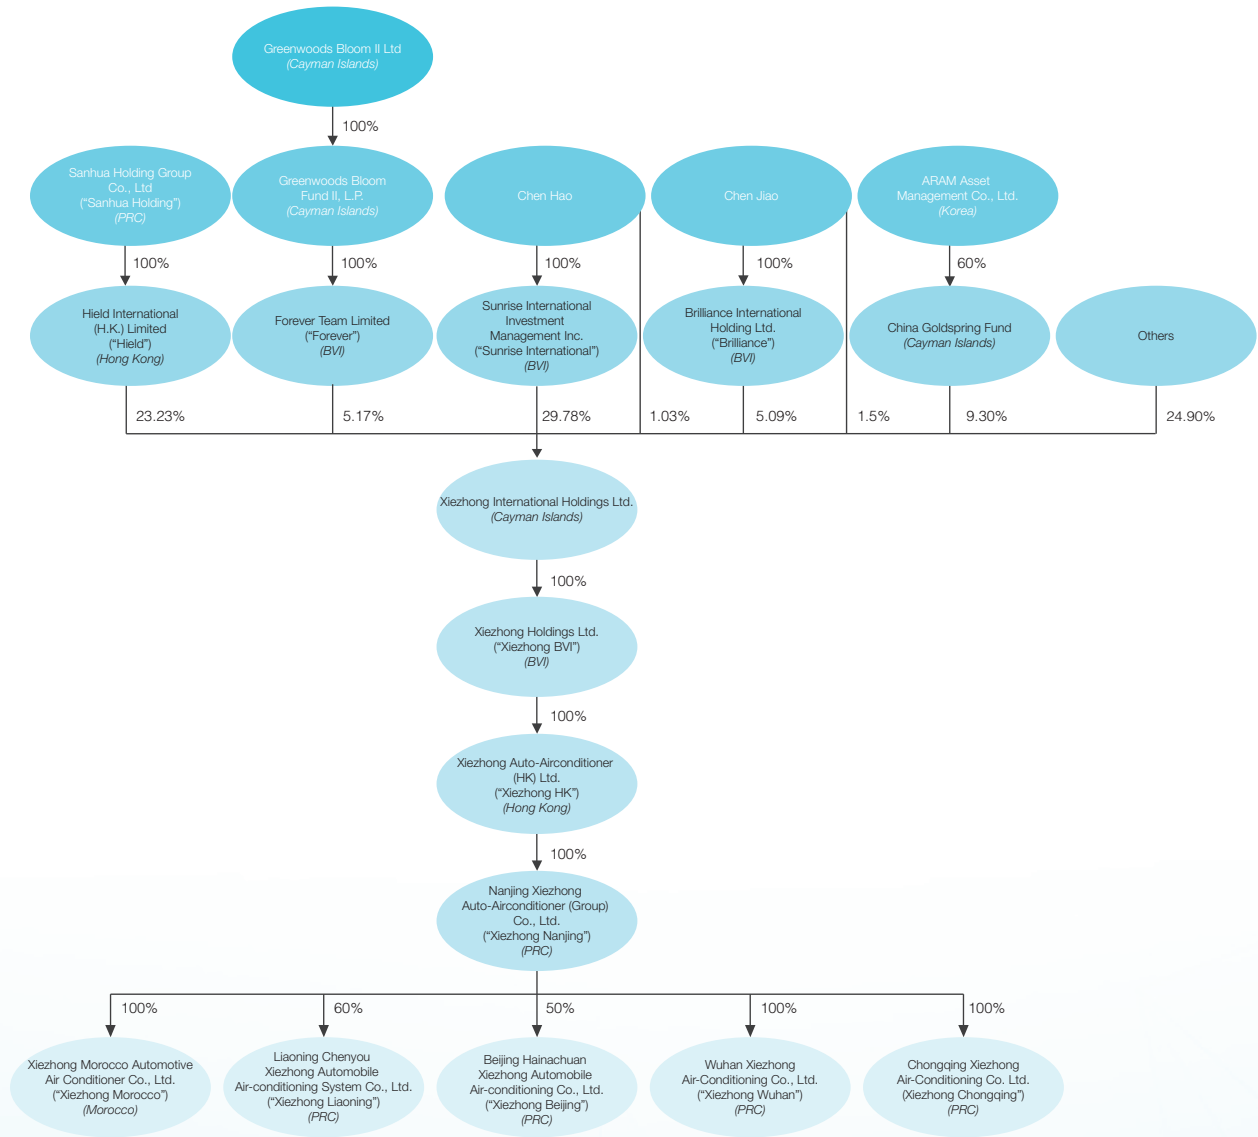 Greenwoods Bloom II Ltd
(Cayman Islands)
100%
Sanhua Holding Group
Co., Ltd
(“Sanhua Holding”)
(PRC)
Greenwoods Bloom
Fund II, L.P.
(Cayman Islands)
Chen Hao
Chen Jiao
ARAM Asset
Management Co., Ltd.
(Korea)
100%
100%
100%
100%
60%
Hield International
(H.K.) Limited
(“Hield”)
(Hong Kong)
Forever Team Limited
(“Forever”)
(BVI)
Sunrise International
Investment
Management Inc.
(“Sunrise International”)
(BVI)
Brilliance International
Holding Ltd.
(“Brilliance”)
(BVI)
China Goldspring Fund
(Cayman Islands)
Others
23.23%
5.17%
29.78%
1.03%
5.09%
1.5%
9.30%
24.90%
Xiezhong International Holdings Ltd.
(Cayman Islands)
100%
Xiezhong Holdings Ltd.
(“Xiezhong BVI”)
(BVI)
100%
Xiezhong Auto-Airconditioner
(HK) Ltd.
(“Xiezhong HK”)
(Hong Kong)
100%
Nanjing Xiezhong
Auto-Airconditioner (Group)
Co., Ltd.
(“Xiezhong Nanjing”)
(PRC)
100%
60%
50%
100%
100%
Xiezhong Morocco Automotive
Air Conditioner Co., Ltd.
(“Xiezhong Morocco”)
(Morocco)
Liaoning Chenyou
Xiezhong Automobile
Air-conditioning System Co., Ltd.
(“Xiezhong Liaoning”)
(PRC)
Beijing Hainachuan
Xiezhong Automobile
Air-conditioning Co., Ltd.
(“Xiezhong Beijing”)
(PRC)
Wuhan Xiezhong
Air-Conditioning Co., Ltd.
(“Xiezhong Wuhan”)
(PRC)
Chongqing Xiezhong
Air-Conditioning Co. Ltd.
(Xiezhong Chongqing”)
(PRC)